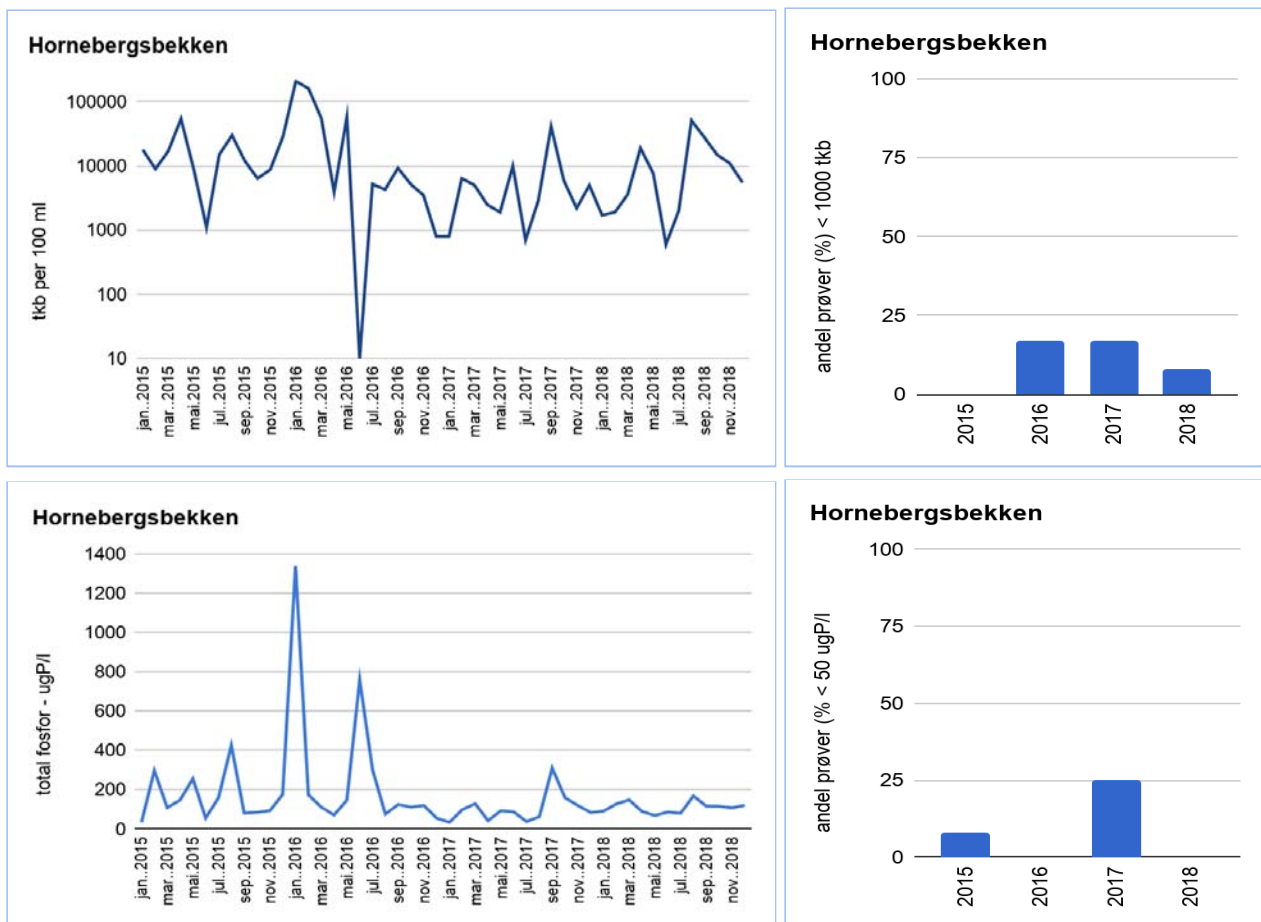 Hornebergsbekken
tkb per 100 ml
100000
10000
1000
100
10
jan..2015
mar..2015
mai.2015
jul..2015
sep..2015
nov..2015
jan..2016
mar..2016
mai.2016
jul..2016
sep..2016
nov..2016
jan..2017
mar..2017
mai.2017
jul..2017
sep..2017
nov..2017
jan..2018
mar..2018
mai.2018
jul..2018
sep..2018
nov..2018
Hornebergsbekken
andel prøver (%) < 1000 tkb
100
75
50
25
0
2015
2016
2017
2018
Hornebergsbekken
total fosfor - ugP/l
1400
1200
1000
800
600
400
200
0
jan..2015
mar..2015
mai.2015
jul..2015
sep..2015
nov..2015
jan..2016
mar..2016
mai.2016
jul..2016
sep..2016
nov..2016
jan..2017
mar..2017
mai.2017
jul..2017
sep..2017
nov..2017
jan..2018
mar..2018
mai.2018
jul..2018
sep..2018
nov..2018
Hornebergsbekken
andel prøver (% < 50 ugP/l
100
75
50
25
0
2015
2016
2017
2018